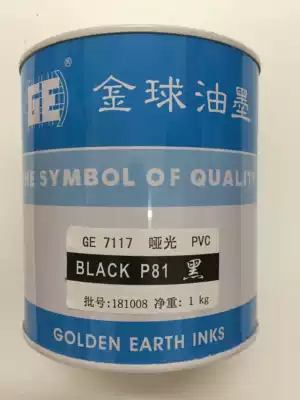 GE®
金球油墨
THE SYMBOL OF QUALITY
GE 7117 哑光 PVC
BLACK P81 黑
批号:181008 净重: 1 kg
GOLDEN EARTH INKS